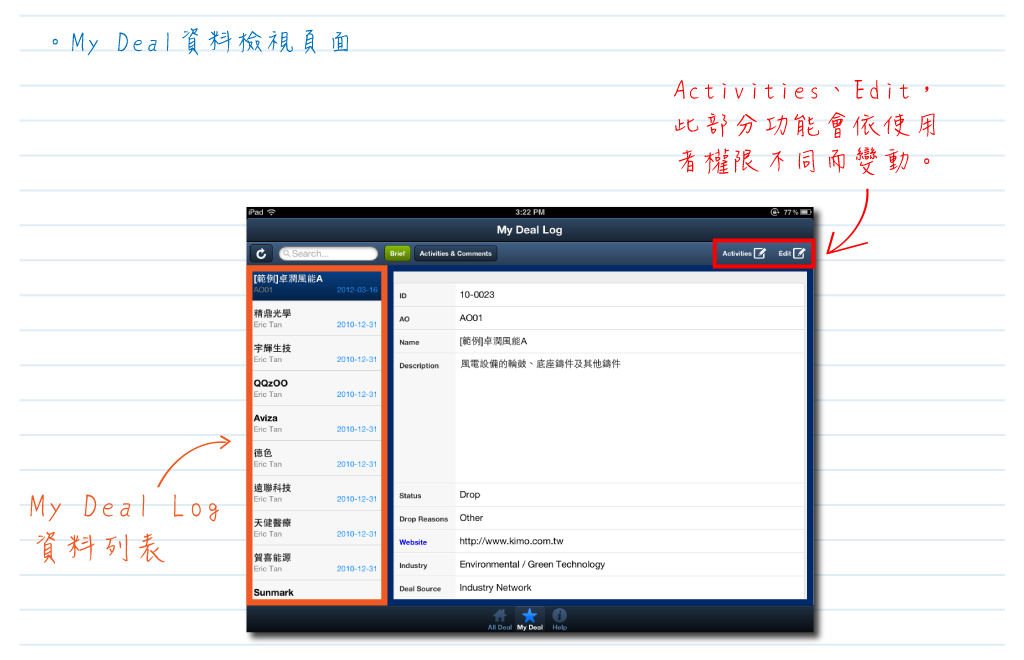 。My Deal資料檢視頁面
Activities、Edit，
此部分功能會依使用
者權限不同而變動。
iPad 3:22 PM 77%
My Deal Log
Search... Brief Activities & Comments Activities Edit
[範例]卓潤風能A
AO01 2012-03-16
精鼎光學
Eric Tan 2010-12-31
宇輝生技
Eric Tan 2010-12-31
QQzOO
Eric Tan 2010-12-31
Aviza
Eric Tan 2010-12-31
德色
Eric Tan 2010-12-31
遠聯科技
Eric Tan 2010-12-31
天健醫療
Eric Tan 2010-12-31
賀喜能源
Eric Tan 2010-12-31
Sunmark
ID 10-0023
AO AO01
Name [範例]卓潤風能A
Description 風電設備的輪鼓、底座鑄件及其他鑄件
Status Drop
Drop Reasons Other
Website http://www.kimo.com.tw
Industry Environmental / Green Technology
Deal Source Industry Network
All Deal My Deal Help
My Deal Log
資料列表